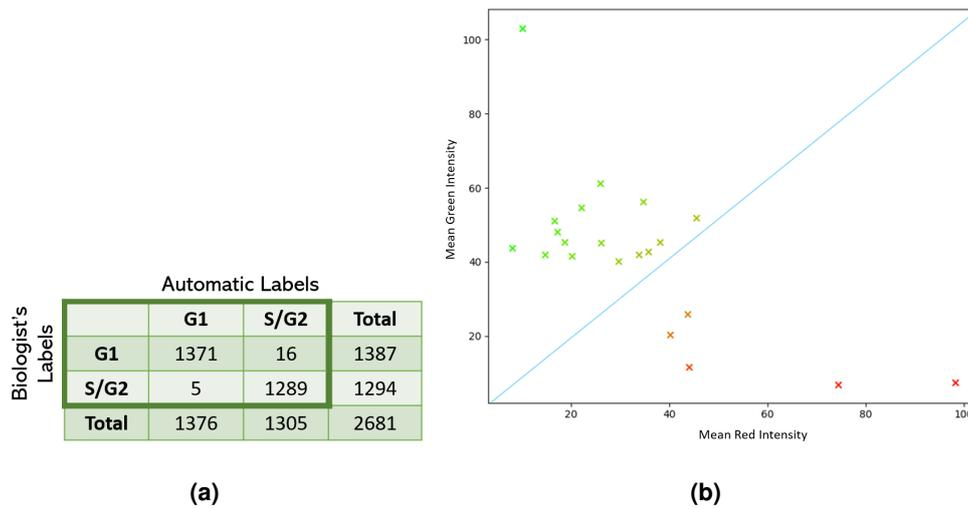 Automatic Labels
Biologist's
Labels
G1 S/G2 Total
G1 1371 16 1387
S/G2 5 1289 1294
Total 1376 1305 2681
(a)
Mean Green Intensity
100
80
60
40
20
20 40 60 80 100
Mean Red Intensity
(b)